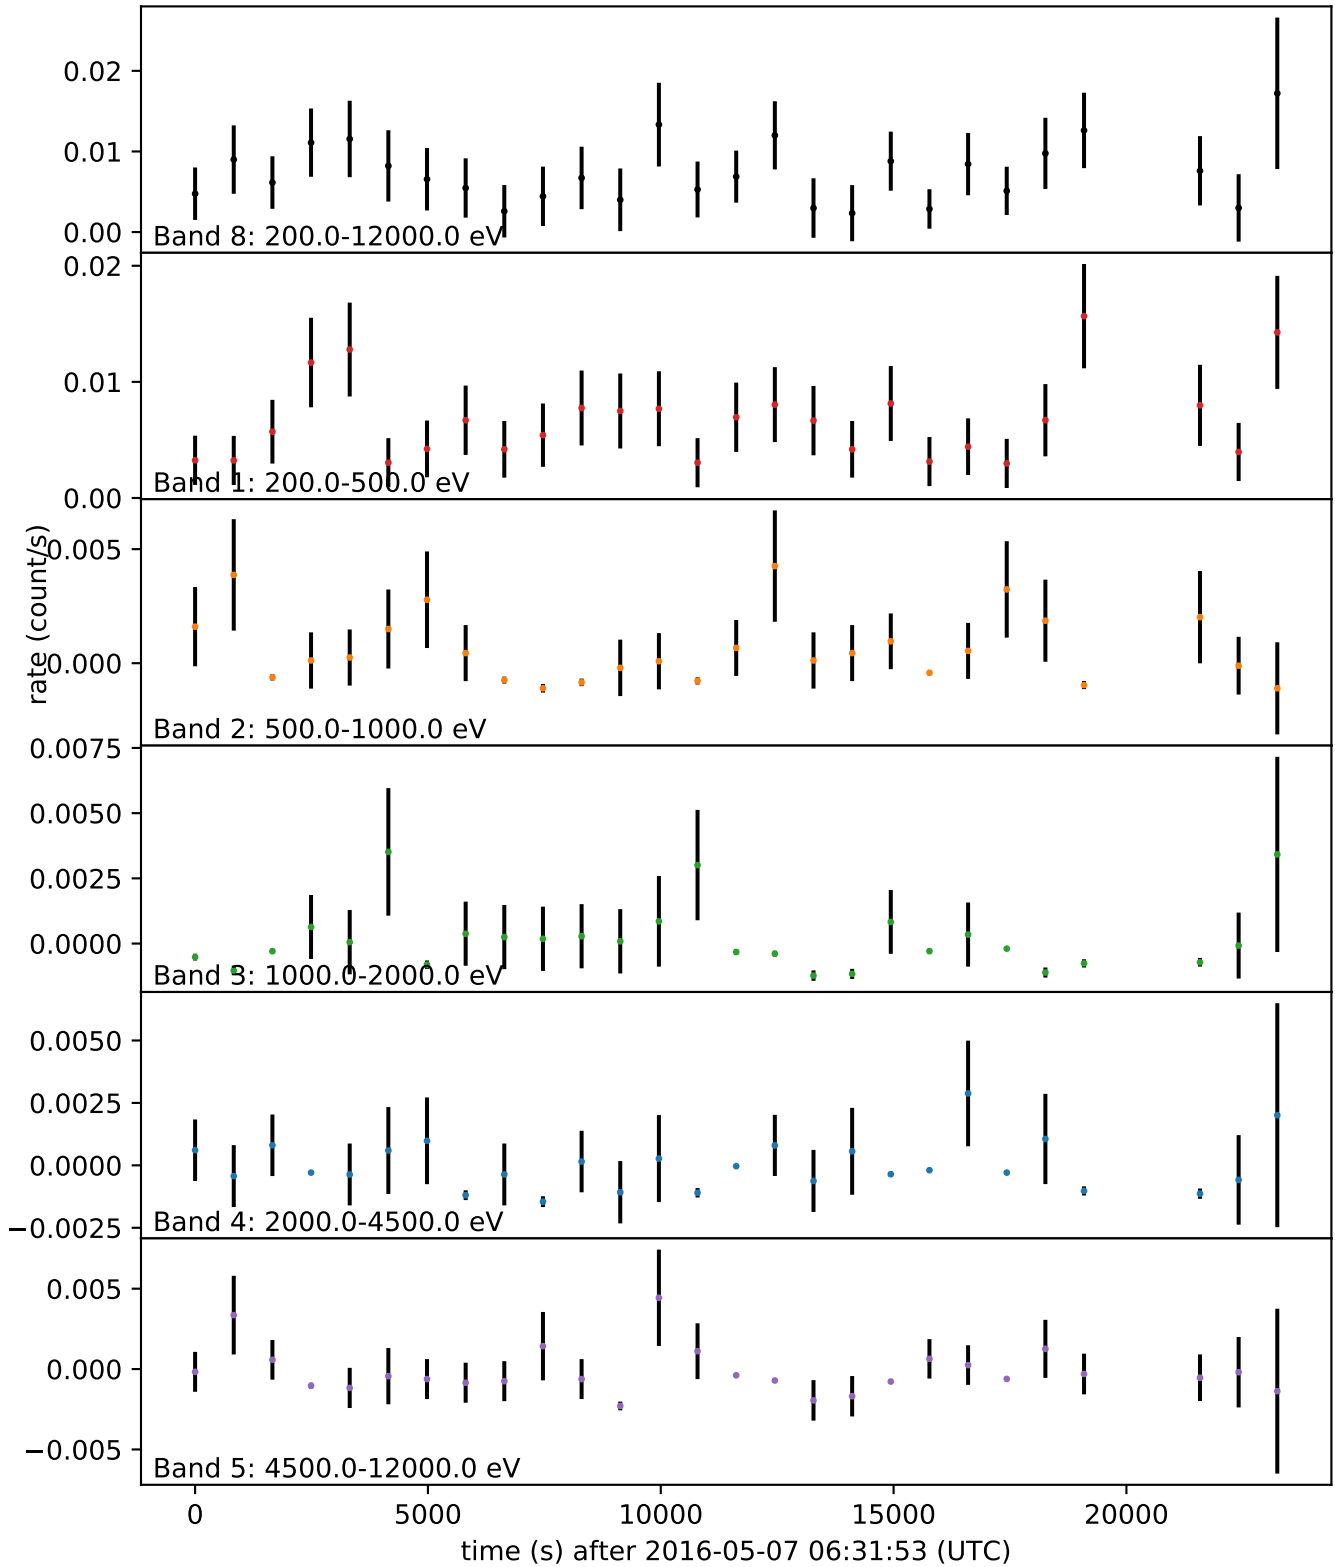 0.02
0.01
0.00
Band 8: 200.0-12000.0 eV
0.02
0.01
0.00
Band 1: 200.0-500.0 eV
rate (count/s)
0.005
0.000
Band 2: 500.0-1000.0 eV
0.0075
0.0050
0.0025
0.0000
Band 3: 1000.0-2000.0 eV
0.0050
0.0025
0.0000
−0.0025
Band 4: 2000.0-4500.0 eV
0.005
0.000
−0.005
Band 5: 4500.0-12000.0 eV
0 5000 10000 15000 20000
time (s) after 2016-05-07 06:31:53 (UTC)